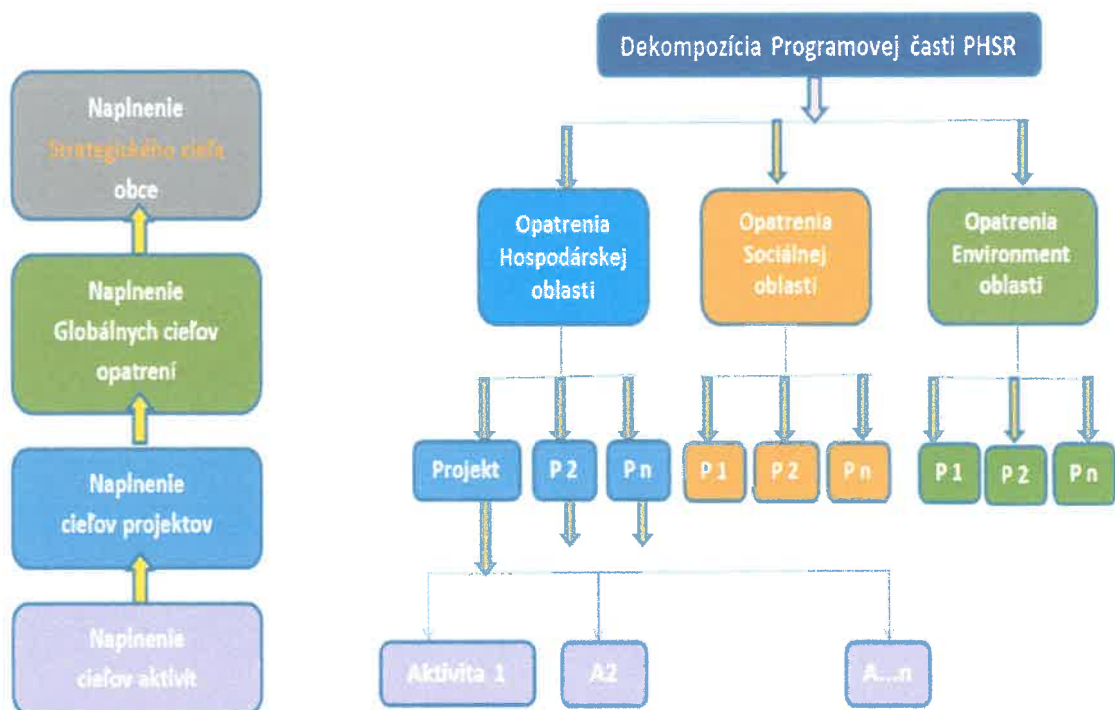 Dekompozícia Programovej časti PHSR
Naplnenie
Strategického cieľa
obce
Naplnenie
Globálnych cieľov
opatrení
Naplnenie
cieľov projektov
Naplnenie
cieľov aktivít
Opatrenia
Hospodárskej
oblasti
Opatrenia
Sociálnej
oblasti
Opatrenia
Environment
oblasti
Projekt
P 2
P n
P 1
P 2
P n
P 1
P 2
P n
Aktivita 1
A2
A...n